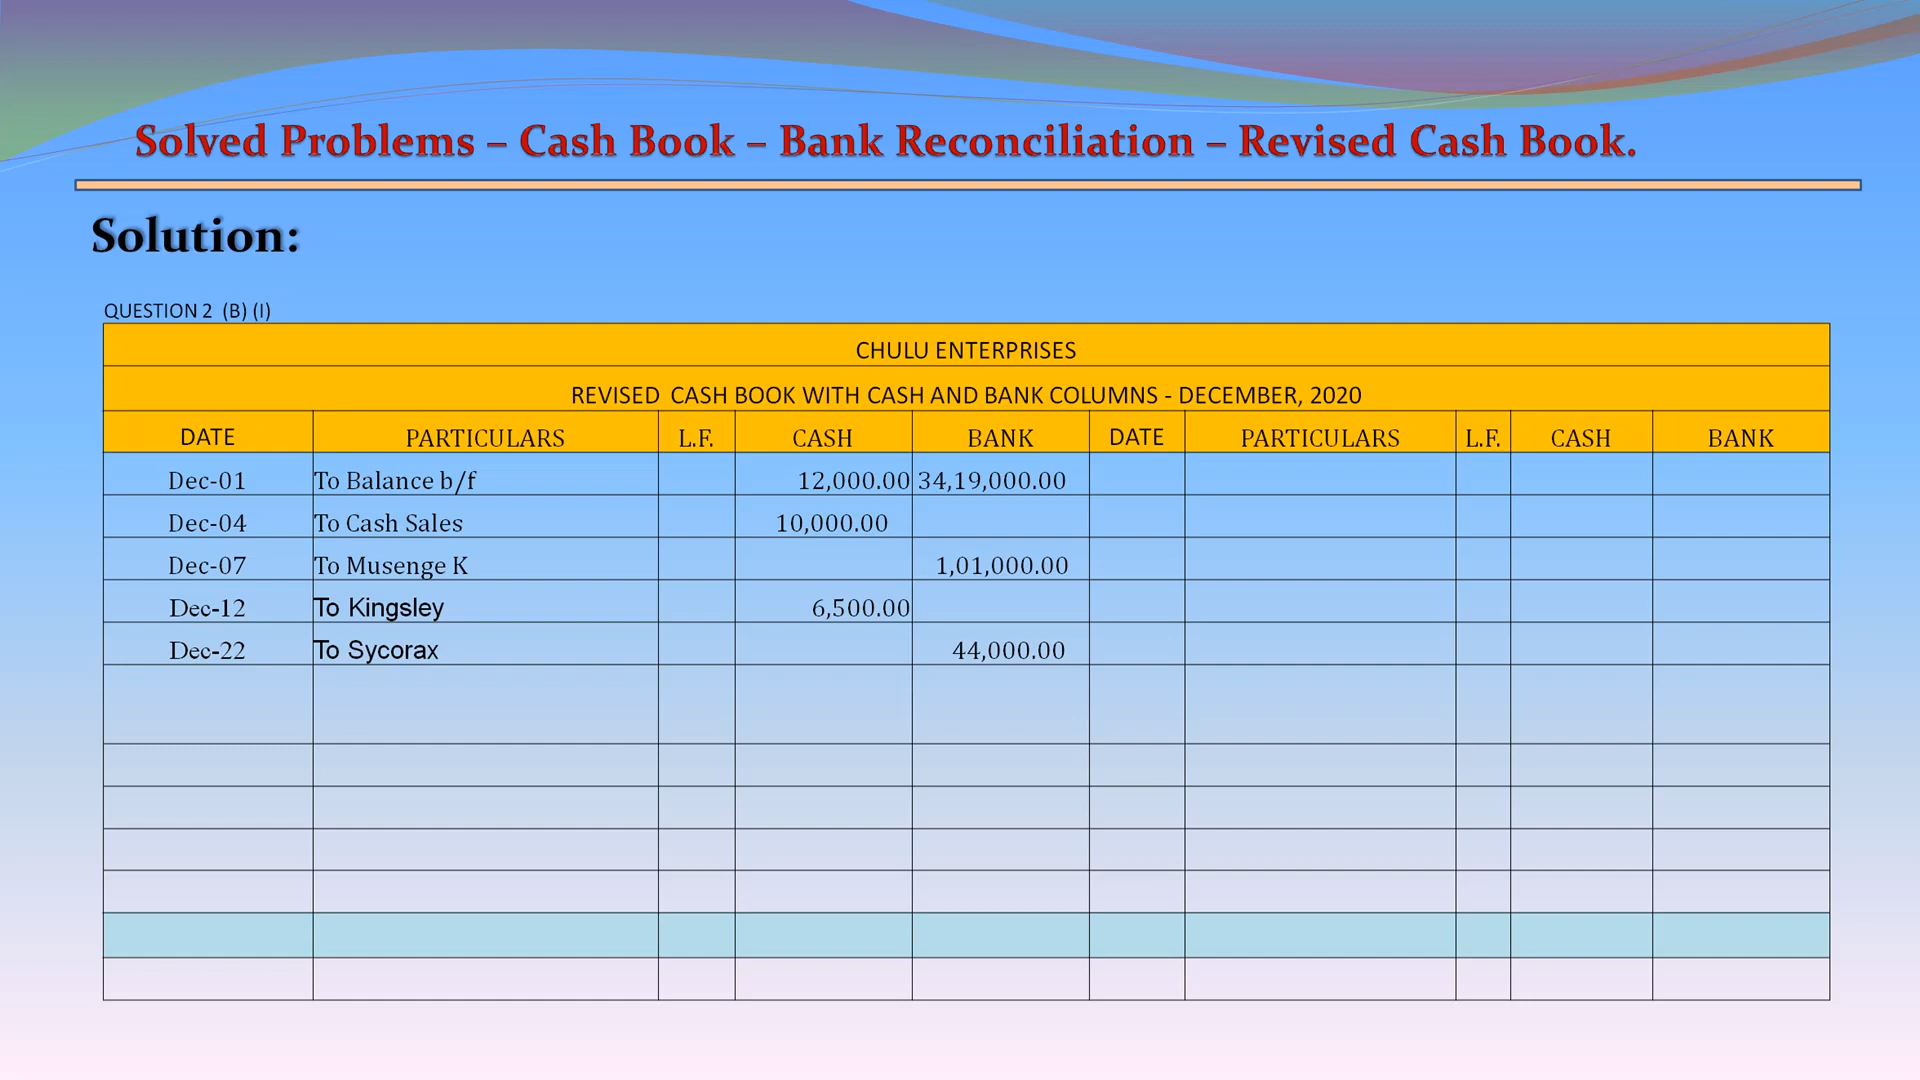 Solved Problems – Cash Book – Bank Reconciliation – Revised Cash Book.
Solution:
QUESTION 2 (B) (I)
CHULU ENTERPRISES
REVISED CASH BOOK WITH CASH AND BANK COLUMNS - DECEMBER, 2020
DATE PARTICULARS L.F. CASH BANK DATE PARTICULARS L.F. CASH BANK
Dec-01 To Balance b/f 12,000.00 34,19,000.00
Dec-04 To Cash Sales 10,000.00
Dec-07 To Musenge K 1,01,000.00
Dec-12 To Kingsley 6,500.00
Dec-22 To Sycorax 44,000.00